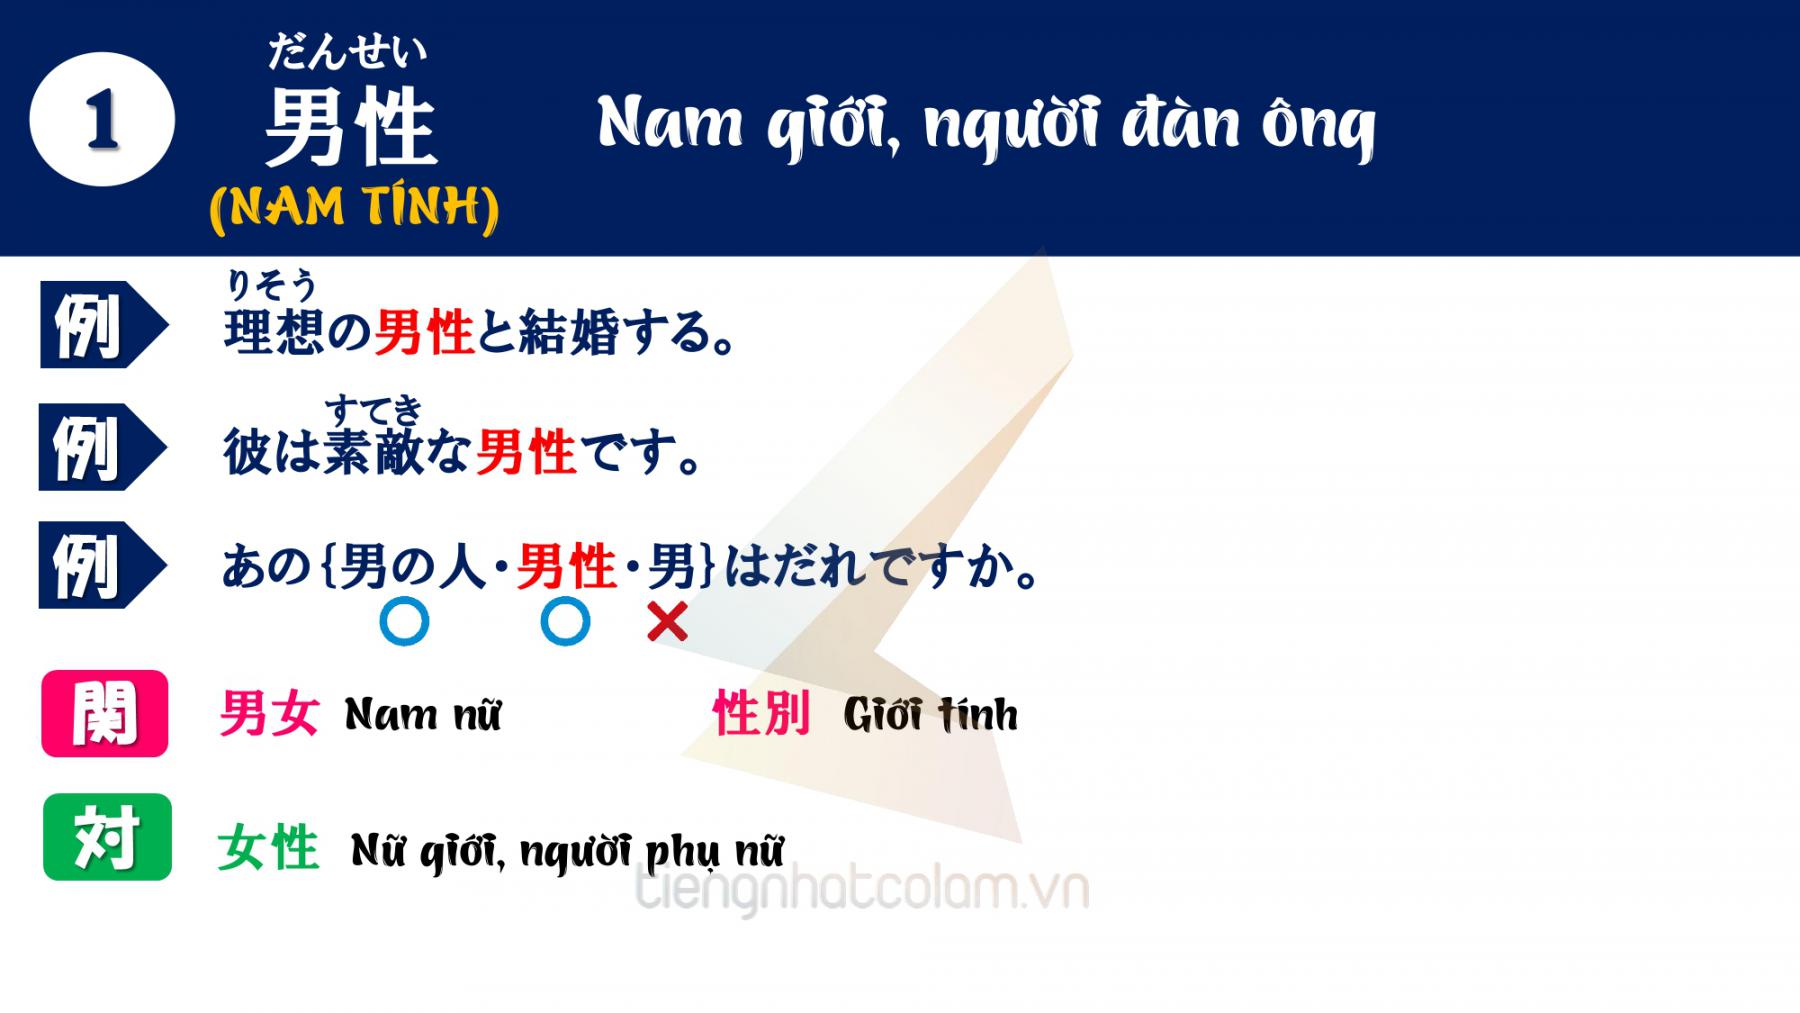 1
だんせい
男性
(NAM TÍNH)
Nam giới, người đàn ông
例
りそう
理想の男性と結婚する。
例
すてき
彼は素敵な男性です。
例
あの{男の人・男性・男}はだれですか。
関
男女 Nam nữ
性別 Giới tính
対
女性 Nữ giới, người phụ nữ
tiengnhatcolam.vn